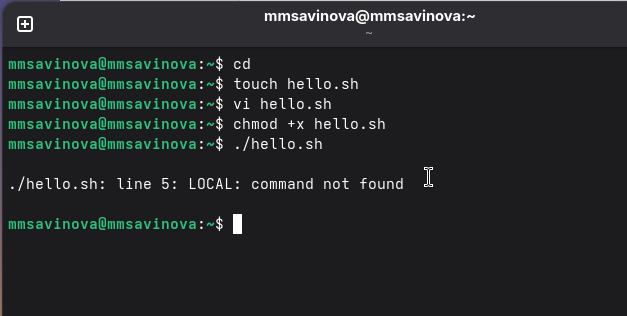 mmsavinova@mmsavinova:~
~
mmsavinova@mmsavinova:~$ cd
mmsavinova@mmsavinova:~$ touch hello.sh
mmsavinova@mmsavinova:~$ vi hello.sh
mmsavinova@mmsavinova:~$ chmod +x hello.sh
mmsavinova@mmsavinova:~$ ./hello.sh
./hello.sh: line 5: LOCAL: command not found
mmsavinova@mmsavinova:~$